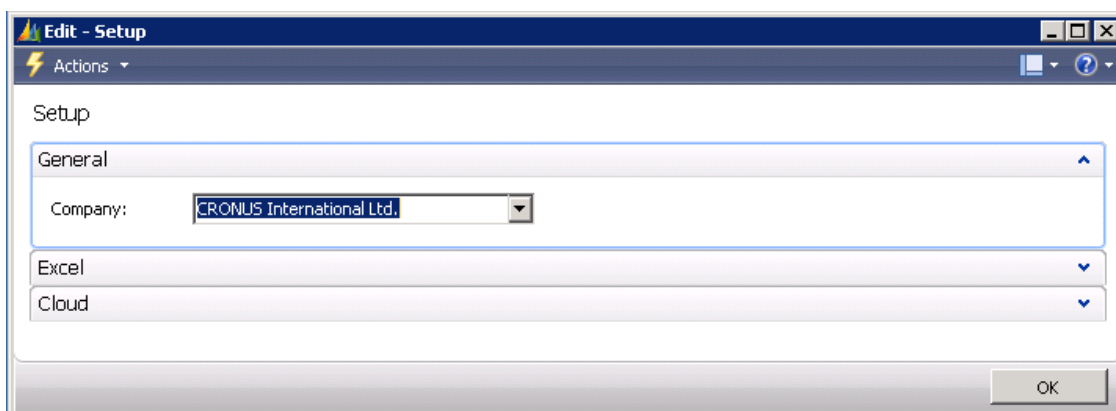 Edit - Setup
Actions
Setup
General
Company: CRONUS International Ltd.
Excel
Cloud
OK